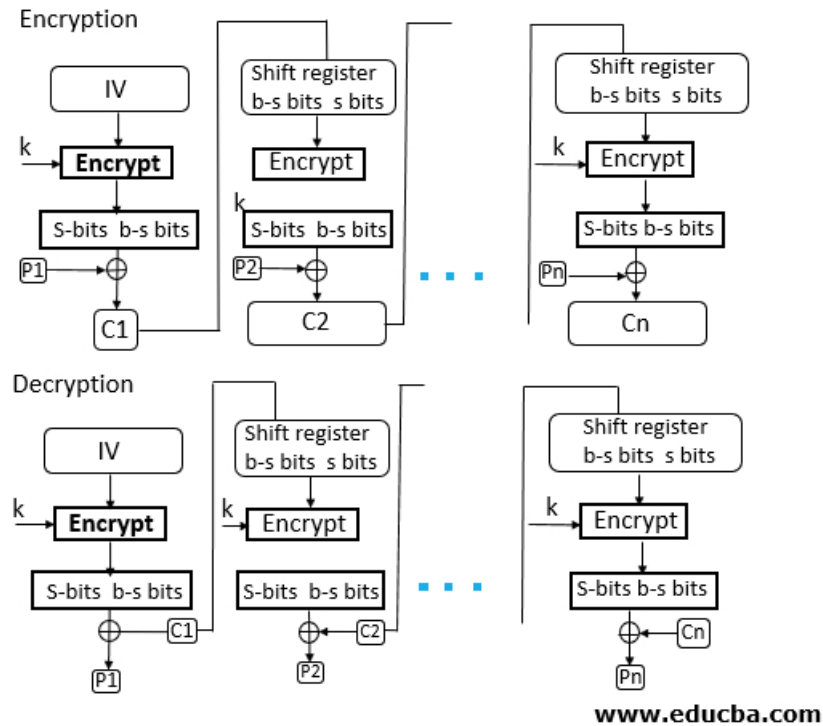 Encryption
IV
k
Encrypt
S-bits b-s bits
P1
C1
Shift register
b-s bits s bits
Encrypt
k
S-bits b-s bits
P2
C2
Shift register
b-s bits s bits
k
Encrypt
S-bits b-s bits
Pn
Cn
Decryption
IV
k
Encrypt
S-bits b-s bits
C1
P1
Shift register
b-s bits s bits
k
Encrypt
S-bits b-s bits
C2
P2
Shift register
b-s bits s bits
k
Encrypt
S-bits b-s bits
Cn
Pn
www.educba.com